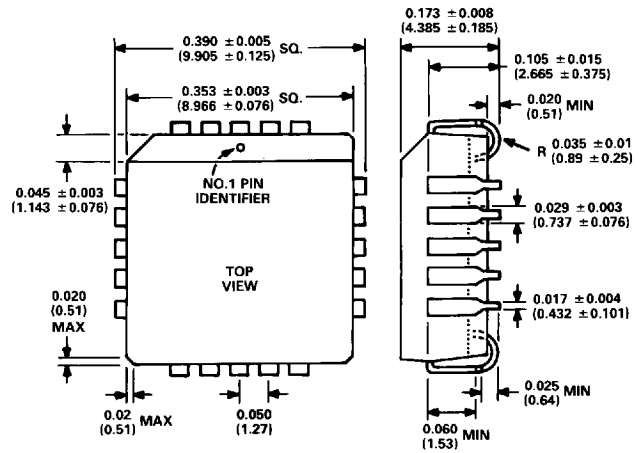 0.390 ±0.005 SQ.
(9.905 ±0.125)
0.353 ±0.003 SQ.
(8.966 ±0.076)
0.045 ±0.003
(1.143 ±0.076)
NO.1 PIN
IDENTIFIER
TOP
VIEW
0.020
(0.51)
MAX
0.02 MAX
(0.51)
0.050
(1.27)
0.173 ±0.008
(4.385 ±0.185)
0.105 ±0.015
(2.665 ±0.375)
0.020 MIN
(0.51)
R 0.035 ±0.01
(0.89 ±0.25)
0.029 ±0.003
(0.737 ±0.076)
0.017 ±0.004
(0.432 ±0.101)
0.025 MIN
(0.64)
0.060 MIN
(1.53)